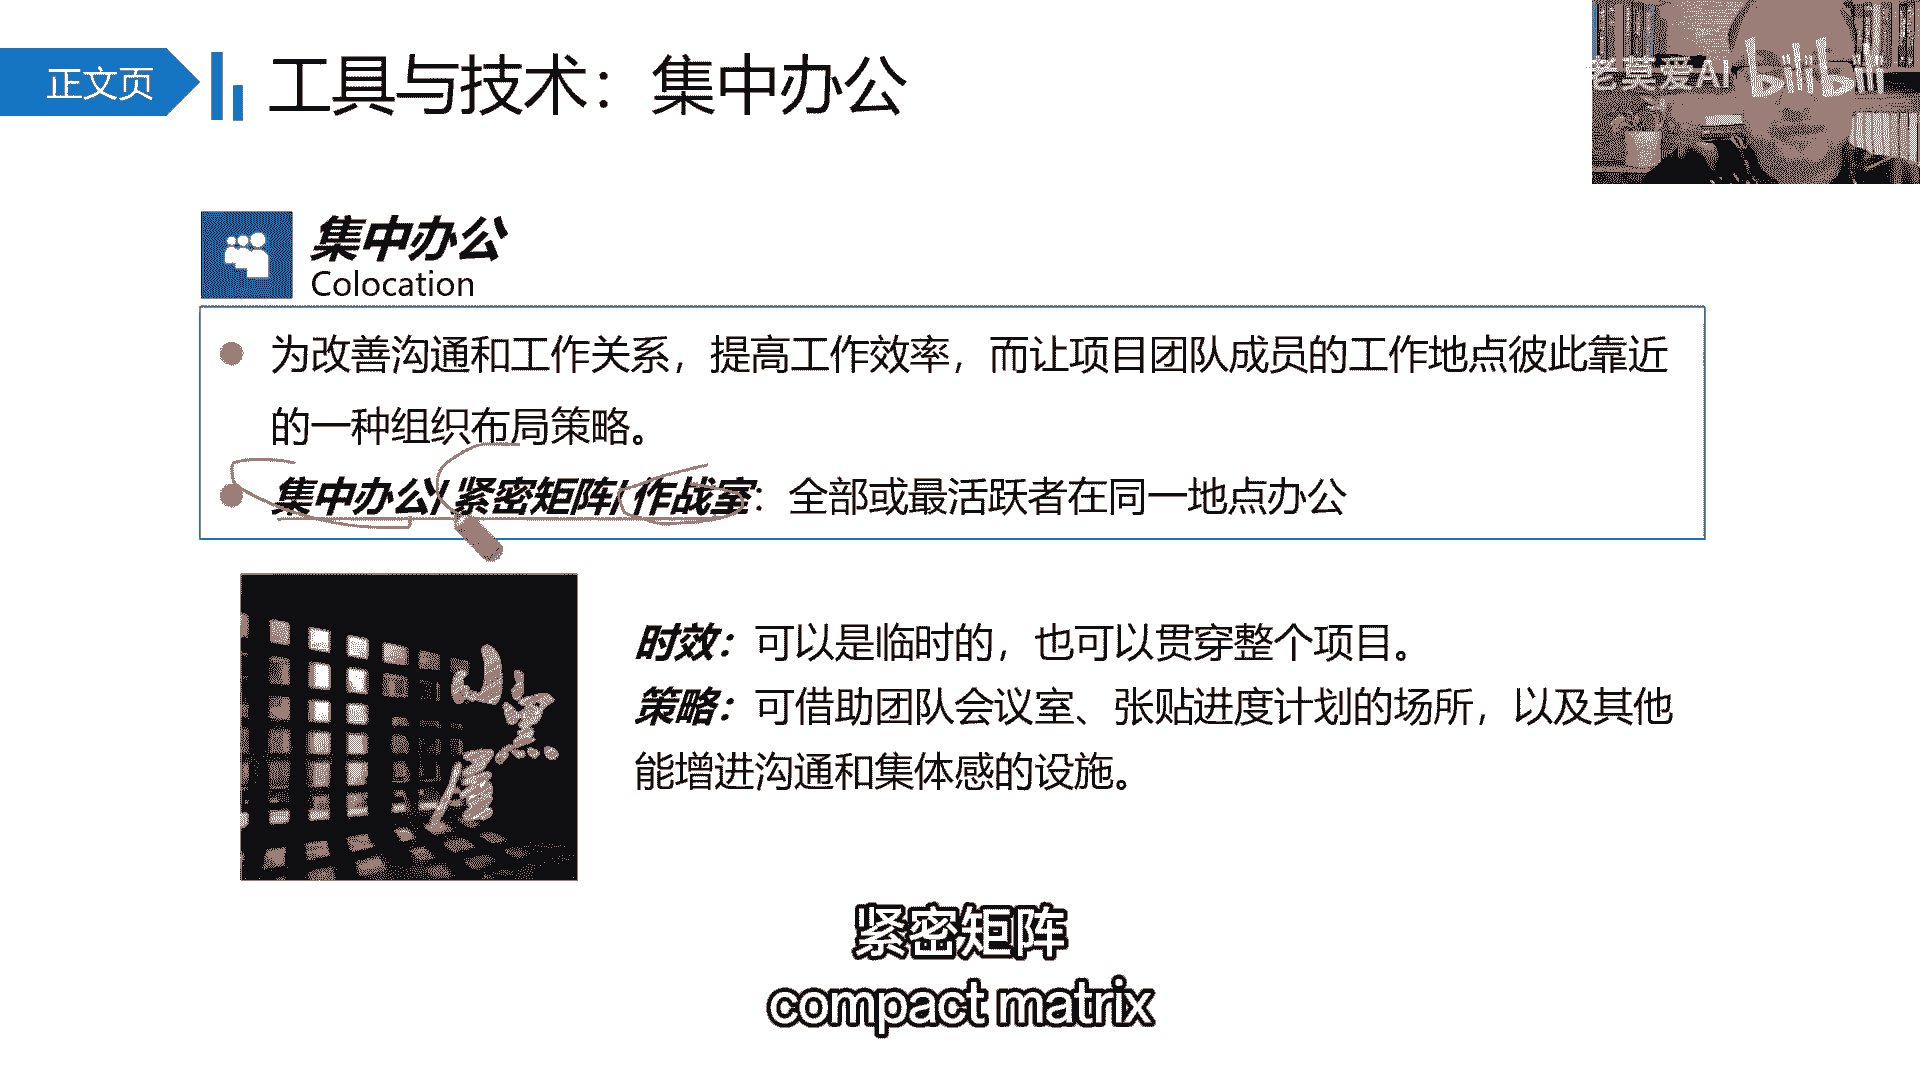 正文页
工具与技术：集中办公
老莫爱AI
bilibili
集中办公
Colocation
为改善沟通和工作关系，提高工作效率，而让项目团队成员的工作地点彼此靠近
的一种组织布局策略。
集中办公/紧密矩阵/作战室：全部或最活跃者在同一地点办公
小黑屋
时效：可以是临时的，也可以贯穿整个项目。
策略：可借助团队会议室、张贴进度计划的场所，以及其他
能增进沟通和集体感的设施。
紧密矩阵
compact matrix